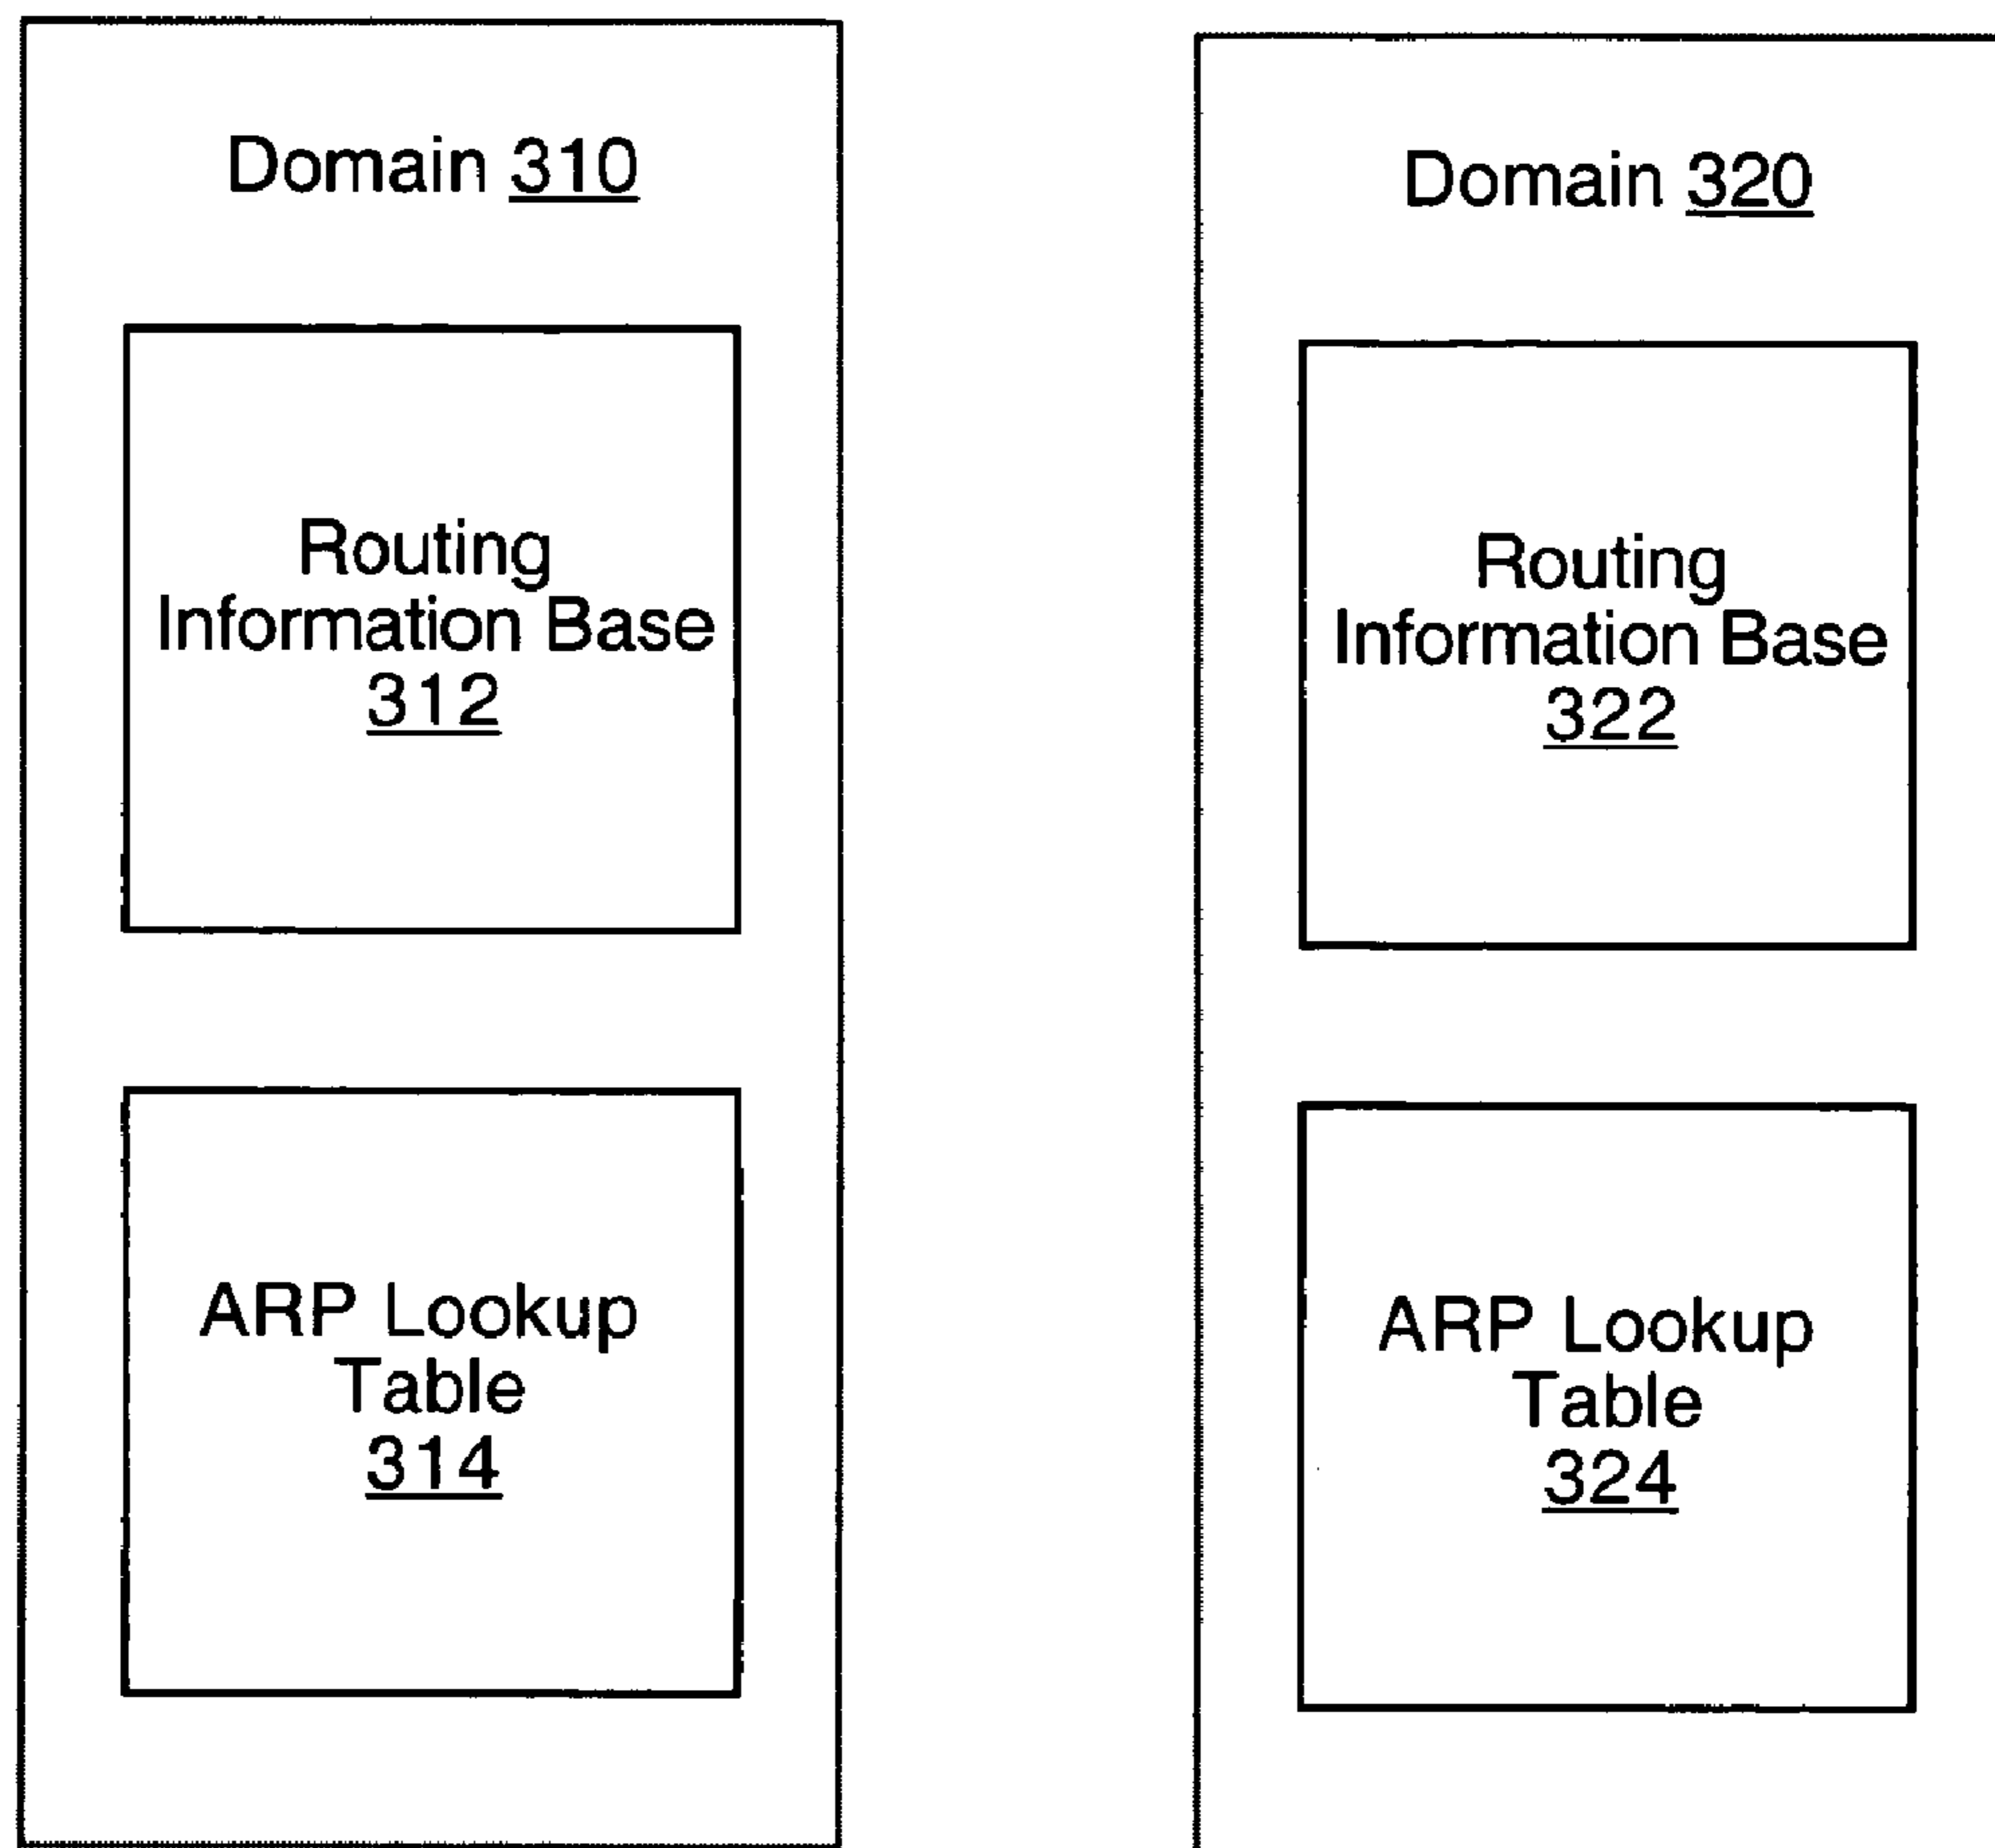 Domain 310
Routing
Information Base
312
ARP Lookup
Table
314
Domain 320
Routing
Information Base
322
ARP Lookup
Table
324